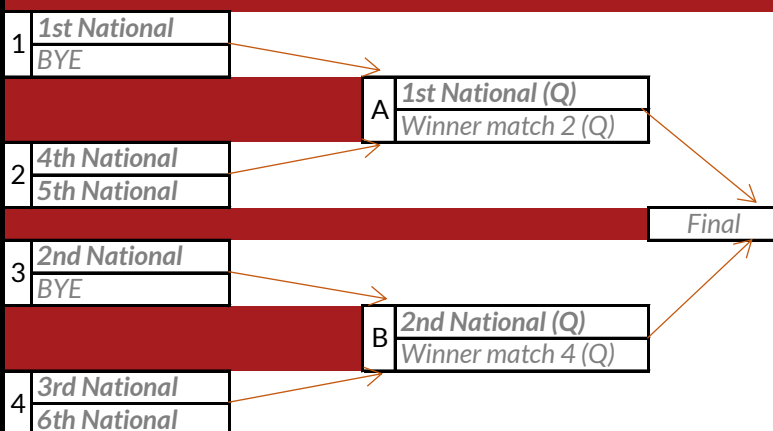 1
1st National
BYE
A
1st National (Q)
Winner match 2 (Q)
2
4th National
5th National
Final
3
2nd National
BYE
B
2nd National (Q)
Winner match 4 (Q)
4
3rd National
6th National